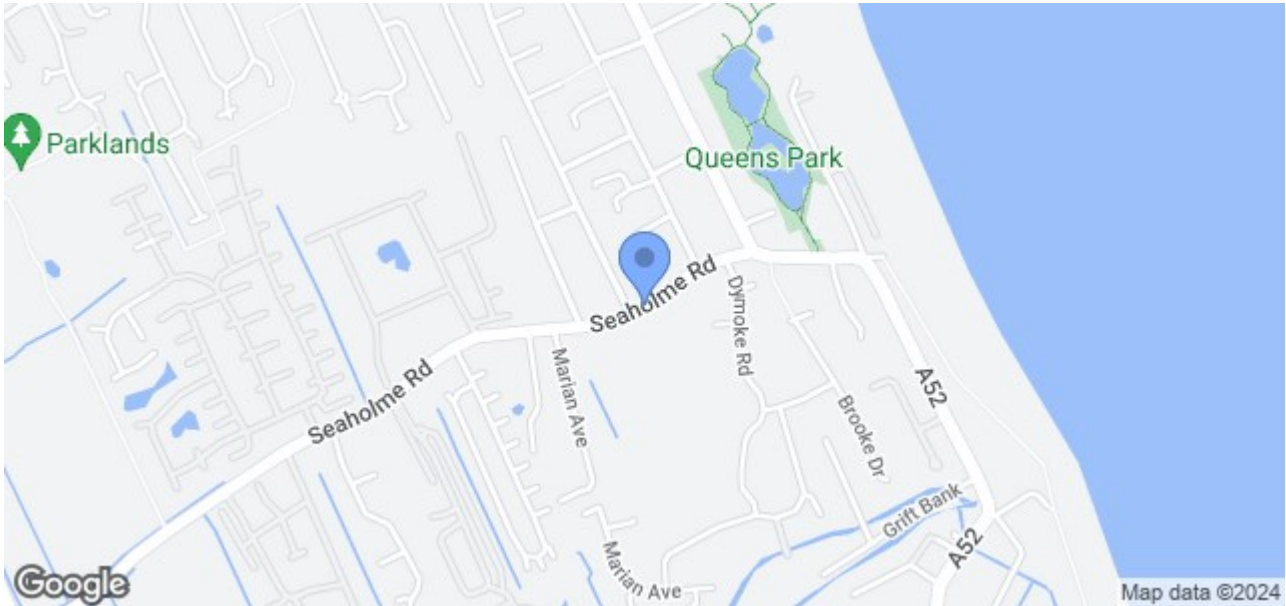 Parklands
Queens Park
Seaholme Rd
Dymoke Rd
Marian Ave
A52
Seaholme Rd
Brooke Dr
Grift Bank
A52
Marian Ave
Google
Map data ©2024